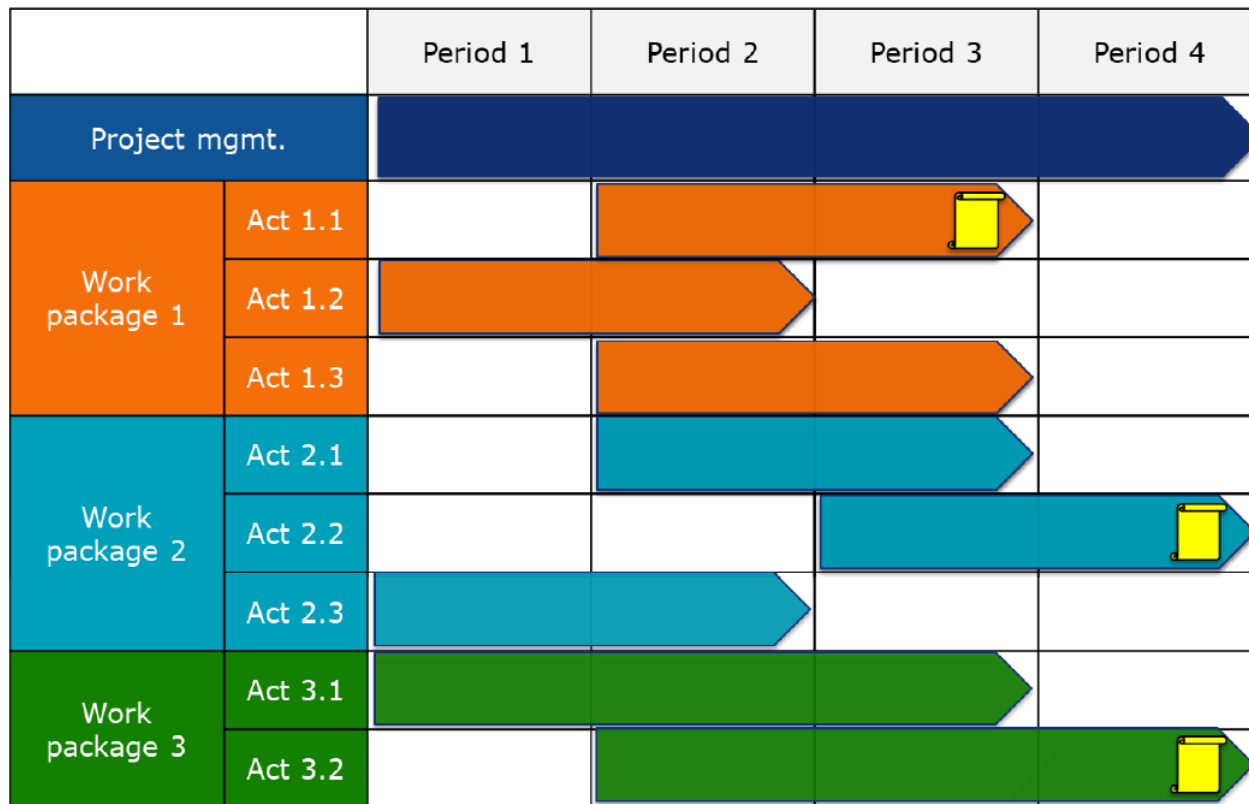 Period 1 Period 2 Period 3 Period 4
Project mgmt.
Work
package 1
Act 1.1
Act 1.2
Act 1.3
Work
package 2
Act 2.1
Act 2.2
Act 2.3
Work
package 3
Act 3.1
Act 3.2